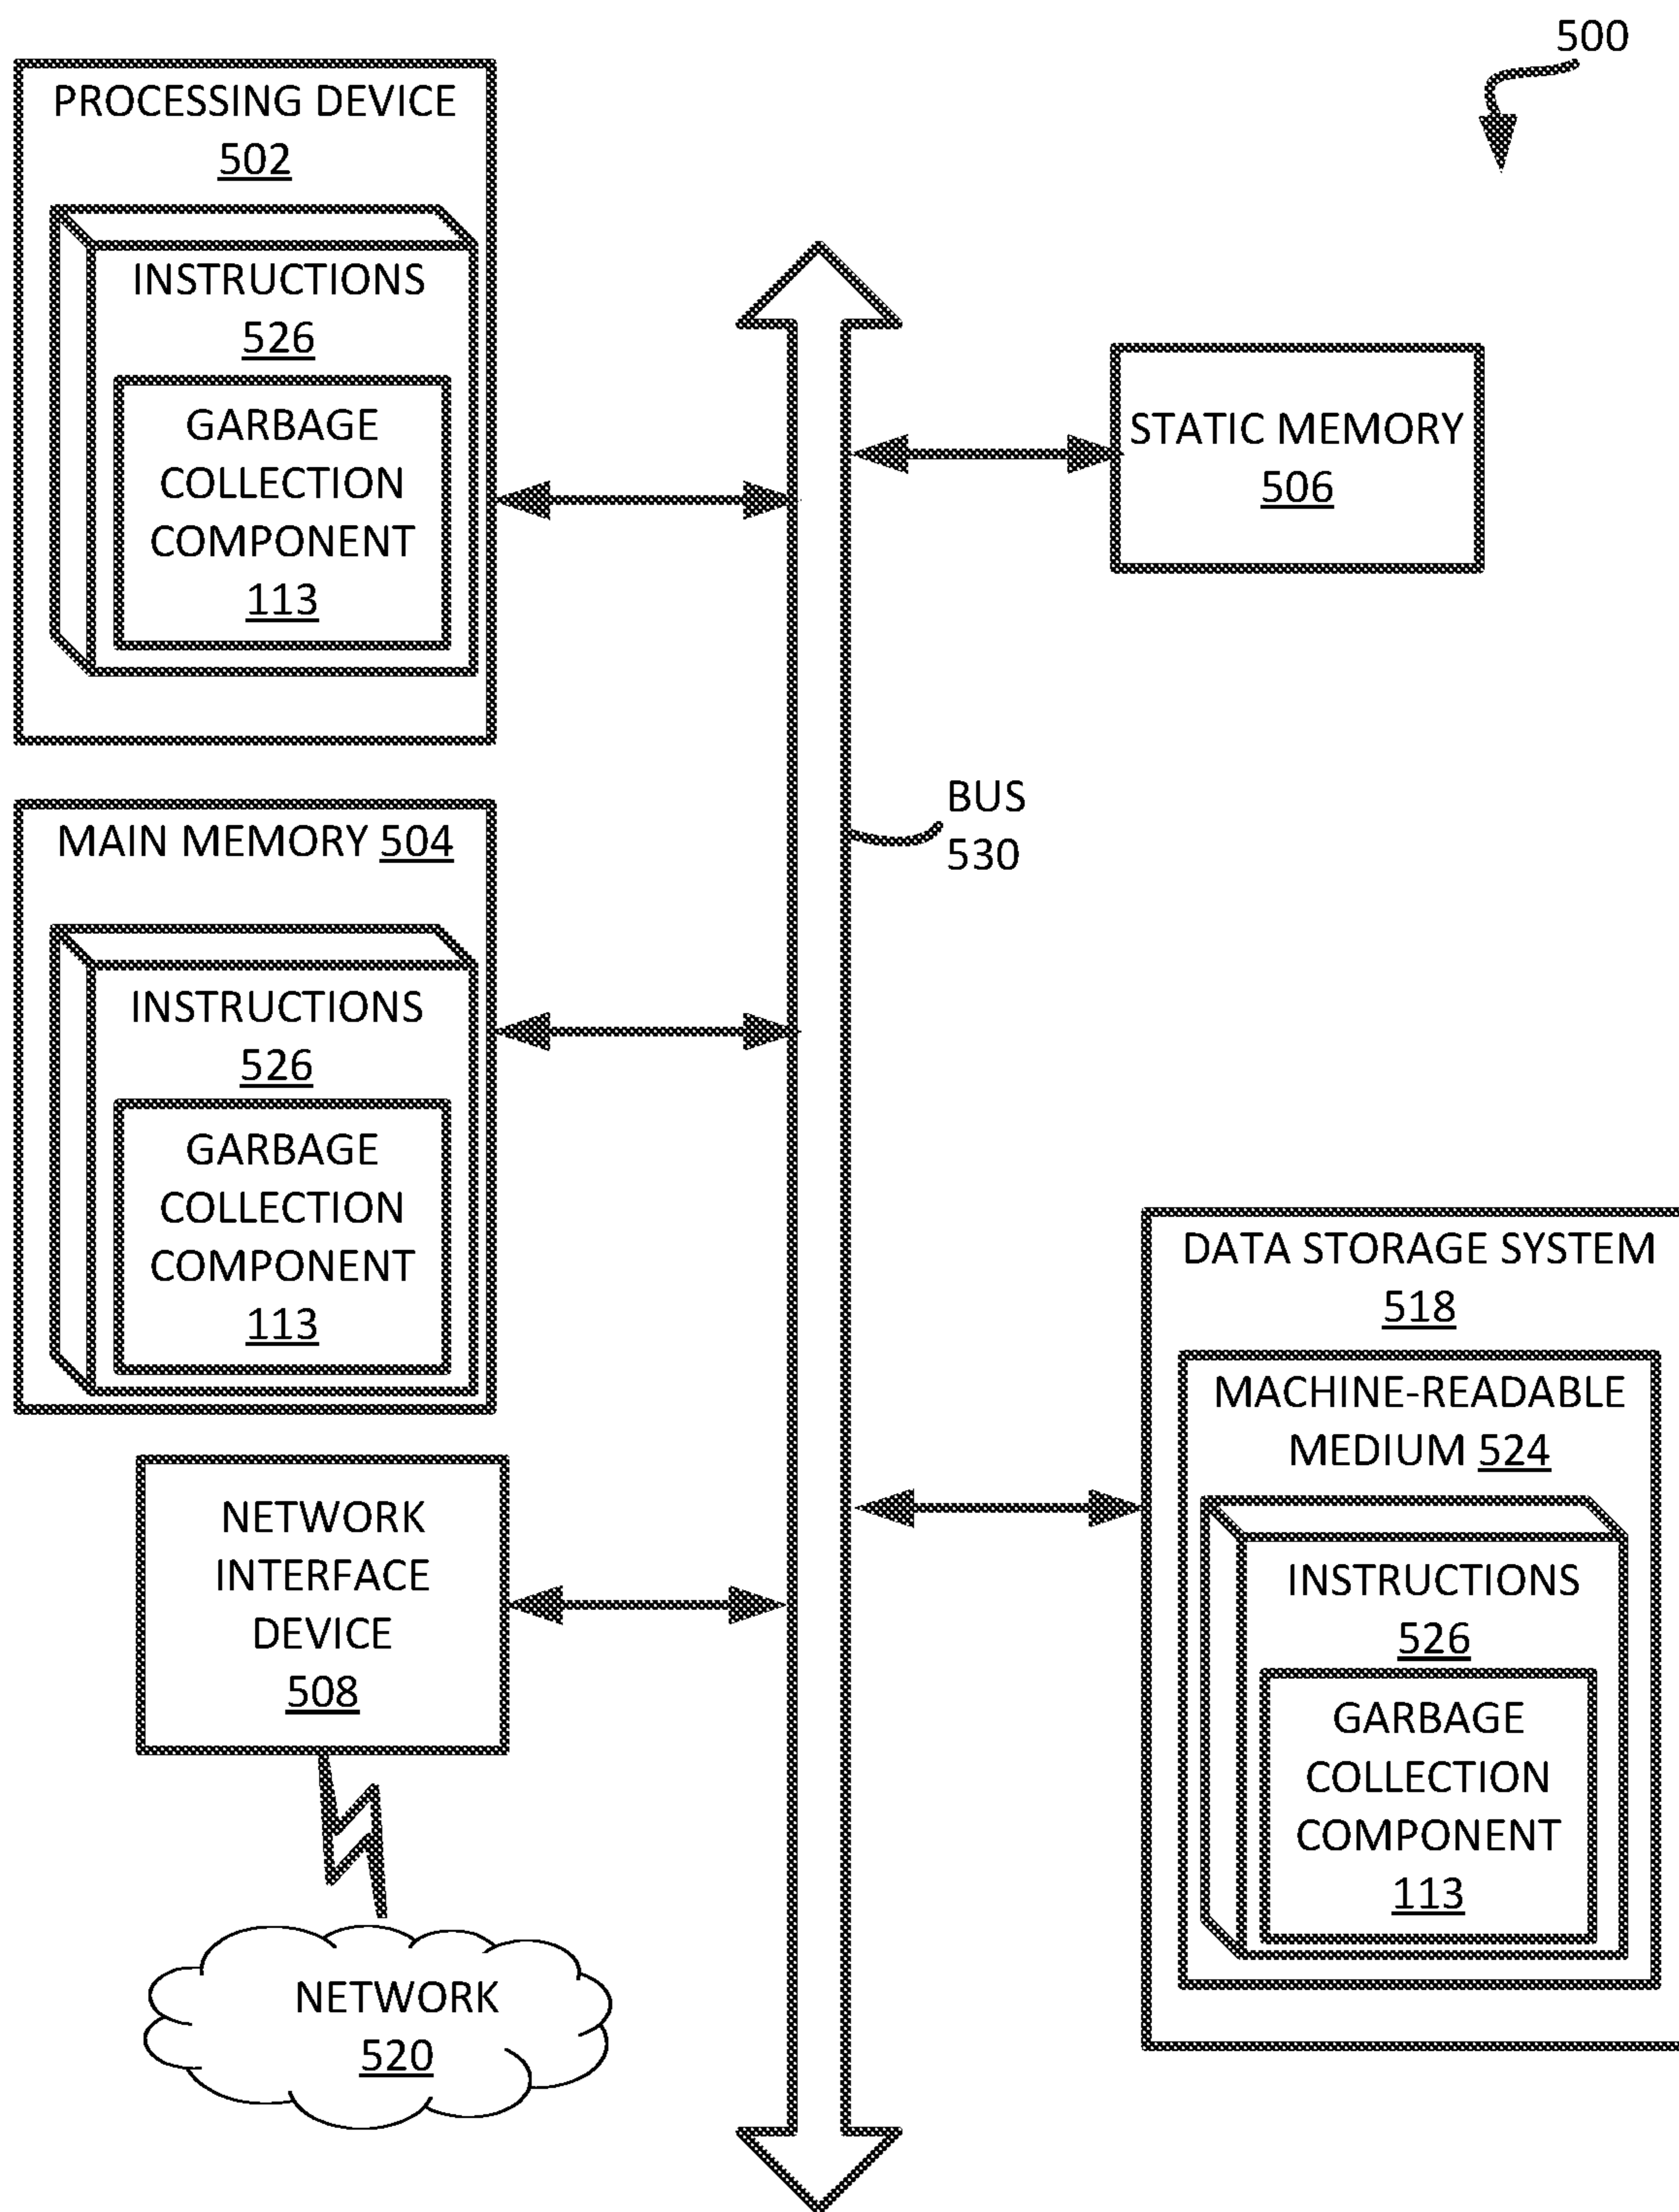 500
PROCESSING DEVICE
502
INSTRUCTIONS
526
GARBAGE
COLLECTION
COMPONENT
113
STATIC MEMORY
506
BUS
530
MAIN MEMORY 504
INSTRUCTIONS
526
GARBAGE
COLLECTION
COMPONENT
113
DATA STORAGE SYSTEM
518
MACHINE-READABLE
MEDIUM 524
INSTRUCTIONS
526
GARBAGE
COLLECTION
COMPONENT
113
NETWORK
INTERFACE
DEVICE
508
NETWORK
520